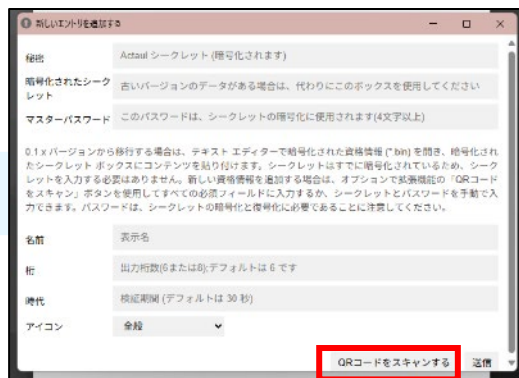 新しいエントリを追加する
秘密
Actaul シークレット (暗号化されます)
暗号化されたシーク
レット
古いバージョンのデータがある場合は、代わりにこのボックスを使用してください
マスターパスワード
このパスワードは、シークレットの暗号化に使用されます(4文字以上)
0.1.x バージョンから移行する場合は、テキスト エディターで暗号化された資格情報 (*.bin) を開き、暗号化され
たシークレット ボックスにコンテンツを貼り付けます。シークレットはすでに暗号化されているため、シーク
レットを入力する必要はありません。新しい資格情報を追加する場合は、オプションで拡張機能の「QRコード
をスキャン」ボタンを使用してすべての必須フィールドに入力するか、シークレットとパスワードを手動で入
力できます。パスワードは、シークレットの暗号化と復号化に必要であることに注意してください。
名前
表示名
桁
出力桁数(6または8);デフォルトは 6 です
時代
検証期間 (デフォルトは 30 秒)
アイコン
全般
QRコードをスキャンする
送信